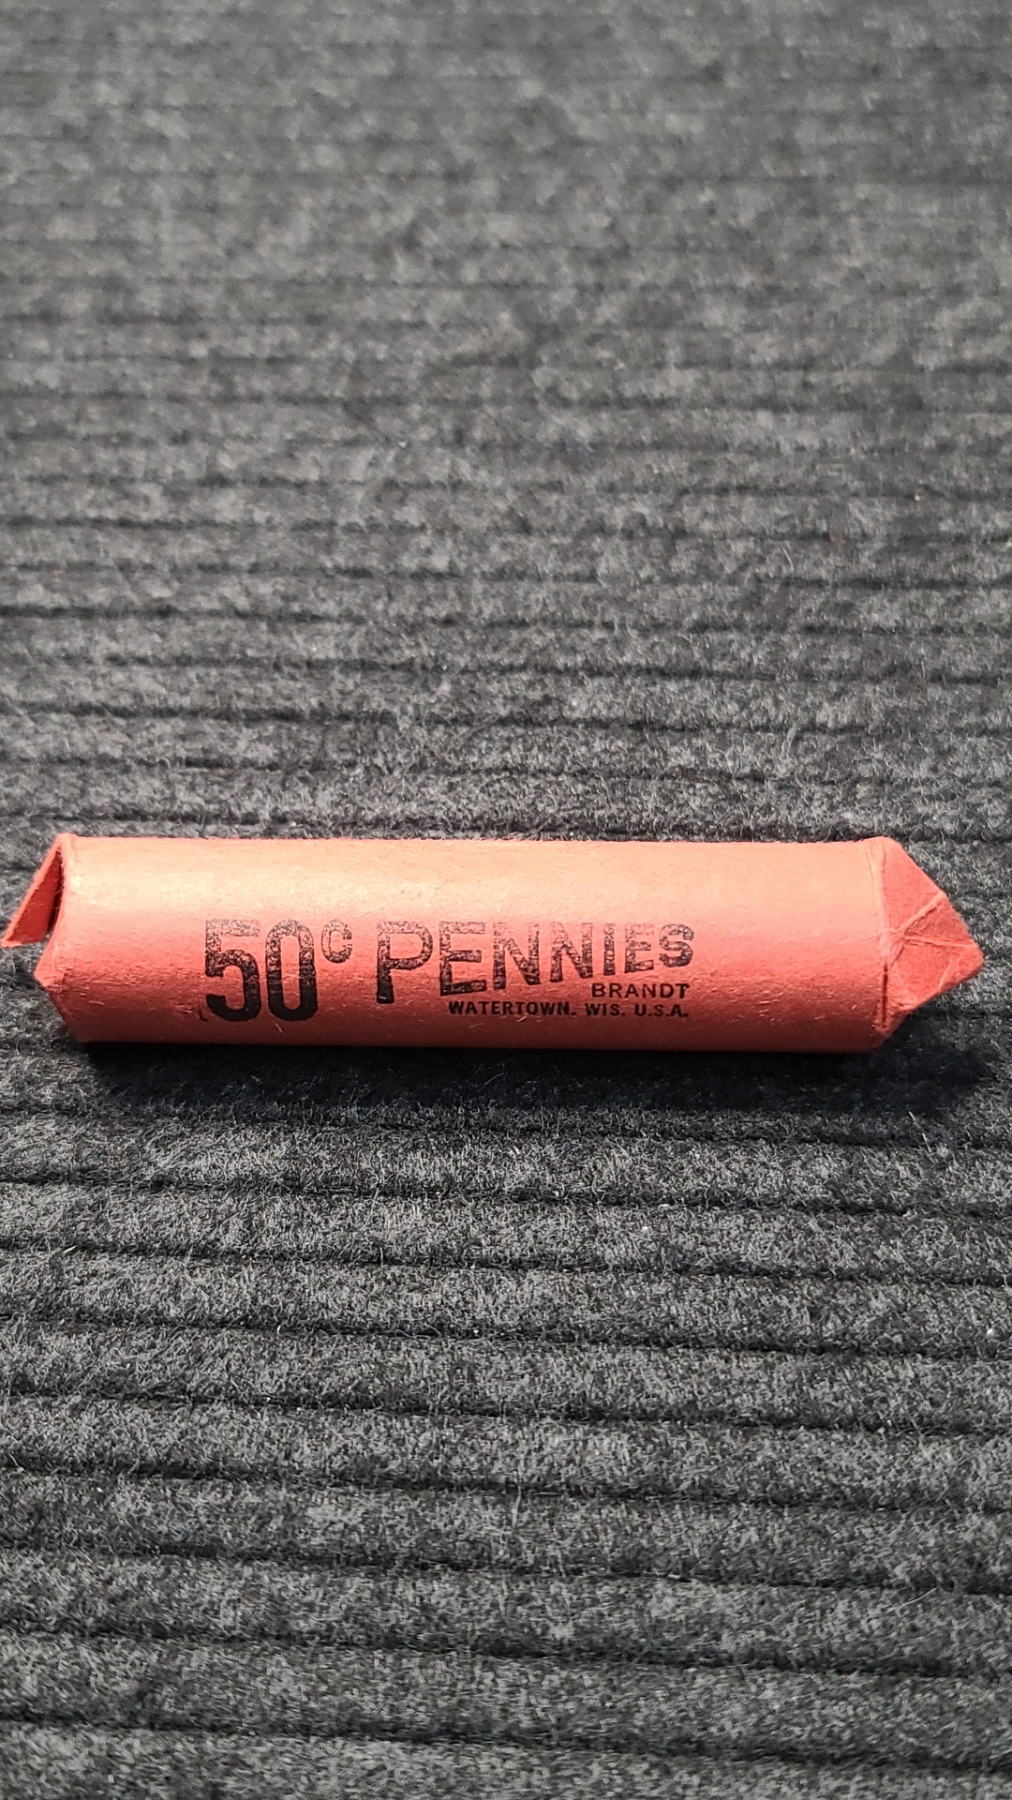 50¢ PENNIES
BRANDT
WATERTOWN. WIS. U.S.A.